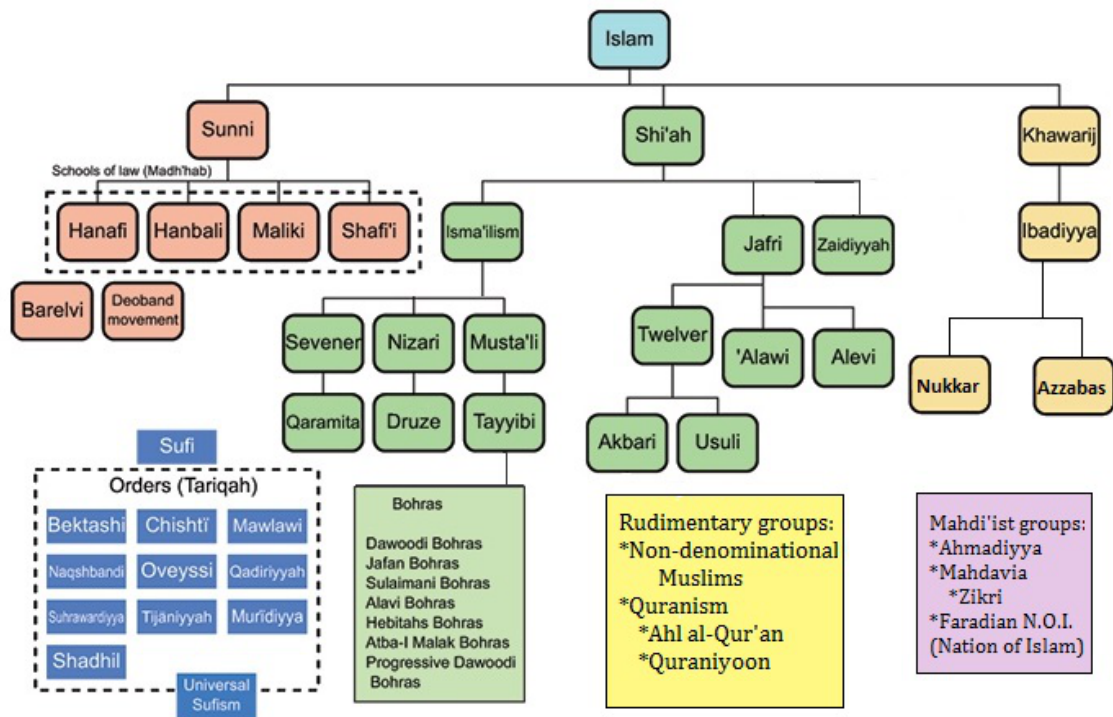 Islam
Sunni
Shi'ah
Khawarij
Schools of law (Madh'hab)
Hanafi
Hanbali
Maliki
Shafi'i
Isma'ilism
Jafri
Zaidiyyah
Ibadiyya
Barelvi
Deoband
movement
Sevener
Nizari
Musta'li
Twelver
'Alawi
Alevi
Nukkar
Azzabas
Qaramita
Druze
Tayyibi
Akbari
Usuli
Sufi
Orders (Tariqah)
Bektashi
Chishtï
Mawlawi
Naqshbandi
Oveyssi
Qadiriyyah
Suhrawardiyya
Tijäniyyah
Murīdiyya
Shadhil
Universal
Sufism
Bohras
Dawoodi Bohras
Jafan Bohras
Sulaimani Bohras
Alavi Bohras
Hebitahs Bohras
Atba-I Malak Bohras
Progressive Dawoodi
Bohras
Rudimentary groups:
*Non-denominational
Muslims
*Quranism
*Ahl al-Qur'an
*Quraniyoon
Mahdi'ist groups:
*Ahmadiyya
*Mahdavia
*Zikri
*Faradian N.O.I.
(Nation of Islam)